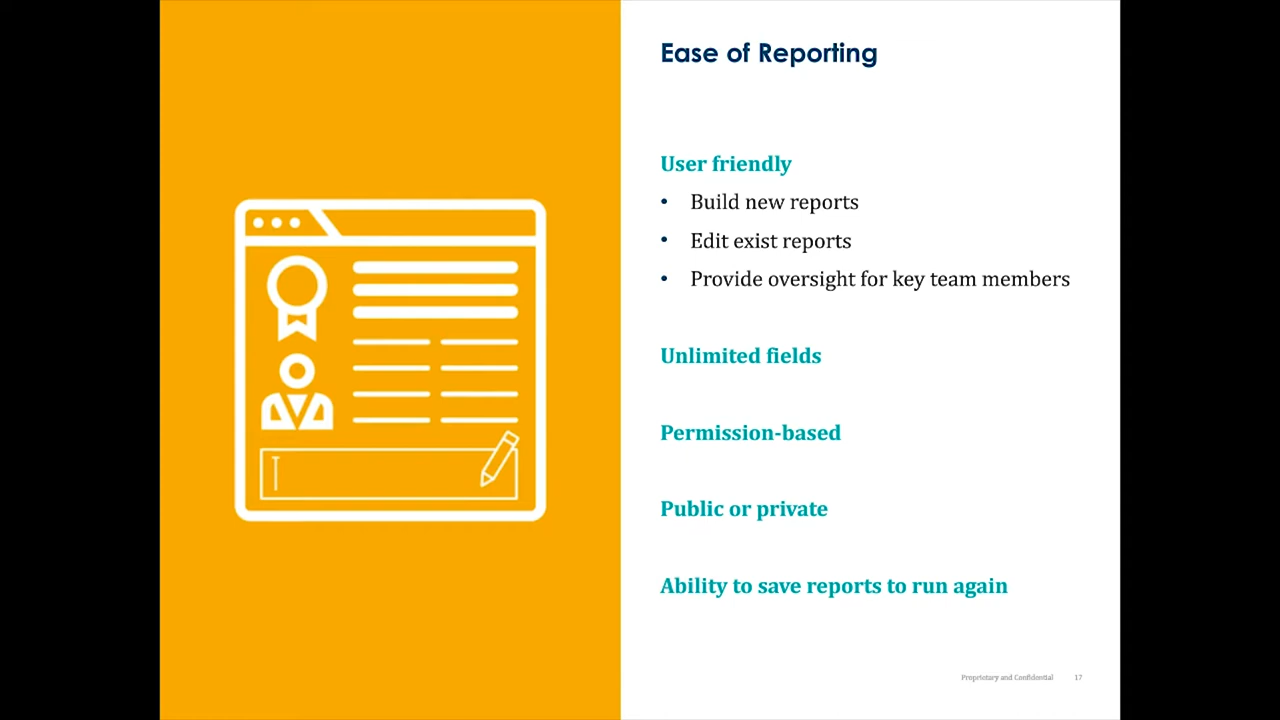 Ease of Reporting
User friendly
• Build new reports
• Edit exist reports
• Provide oversight for key team members
Unlimited fields
Permission-based
Public or private
Ability to save reports to run again
Proprietary and Confidential 17